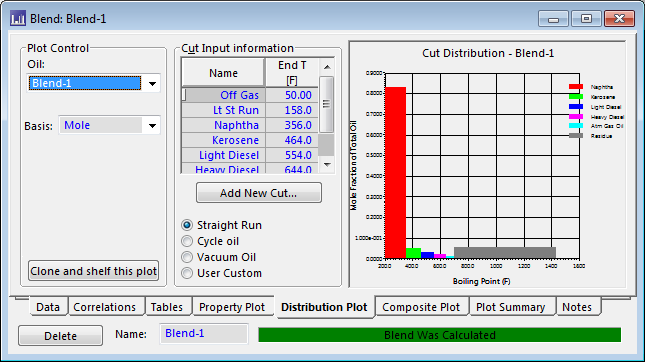 Blend: Blend-1
Plot Control
Oil:
Blend-1
Basis: Mole
Clone and shelf this plot
Cut Input information
Name End T [F]
Off Gas 50.00
Lt St Run 158.0
Naphtha 356.0
Kerosene 464.0
Light Diesel 554.0
Heavy Diesel 644.0
Add New Cut...
Straight Run
Cycle oil
Vacuum Oil
User Custom
Cut Distribution - Blend-1
Mole Fraction of Total Oil
0.9000
0.8000
0.7000
0.6000
0.5000
0.4000
0.3000
0.2000
1.000e-001
0.0000
200.0 400.0 600.0 800.0 1000 1200 1400 1600
Boiling Point (F)
Naphtha
Kerosene
Light Diesel
Heavy Diesel
Atm Gas Oil
Residue
Data Correlations Tables Property Plot Distribution Plot Composite Plot Plot Summary Notes
Delete Name: Blend-1 Blend Was Calculated